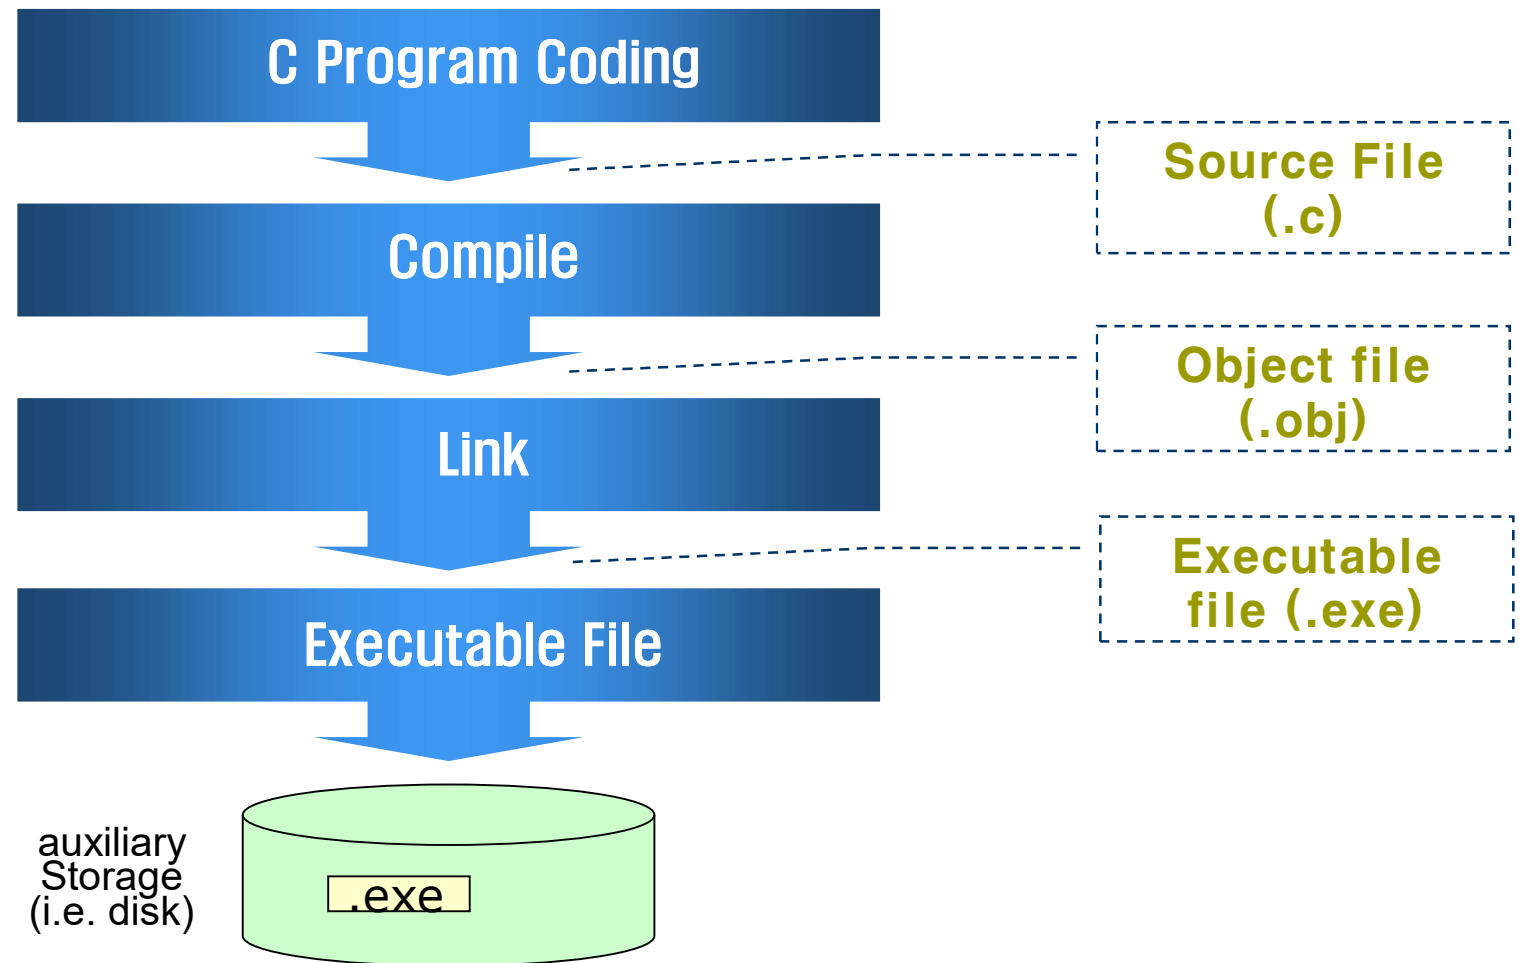 C Program Coding
Source File
(.c)
Compile
Object file
(.obj)
Link
Executable
file (.exe)
Executable File
auxiliary
Storage
(i.e. disk)
.exe